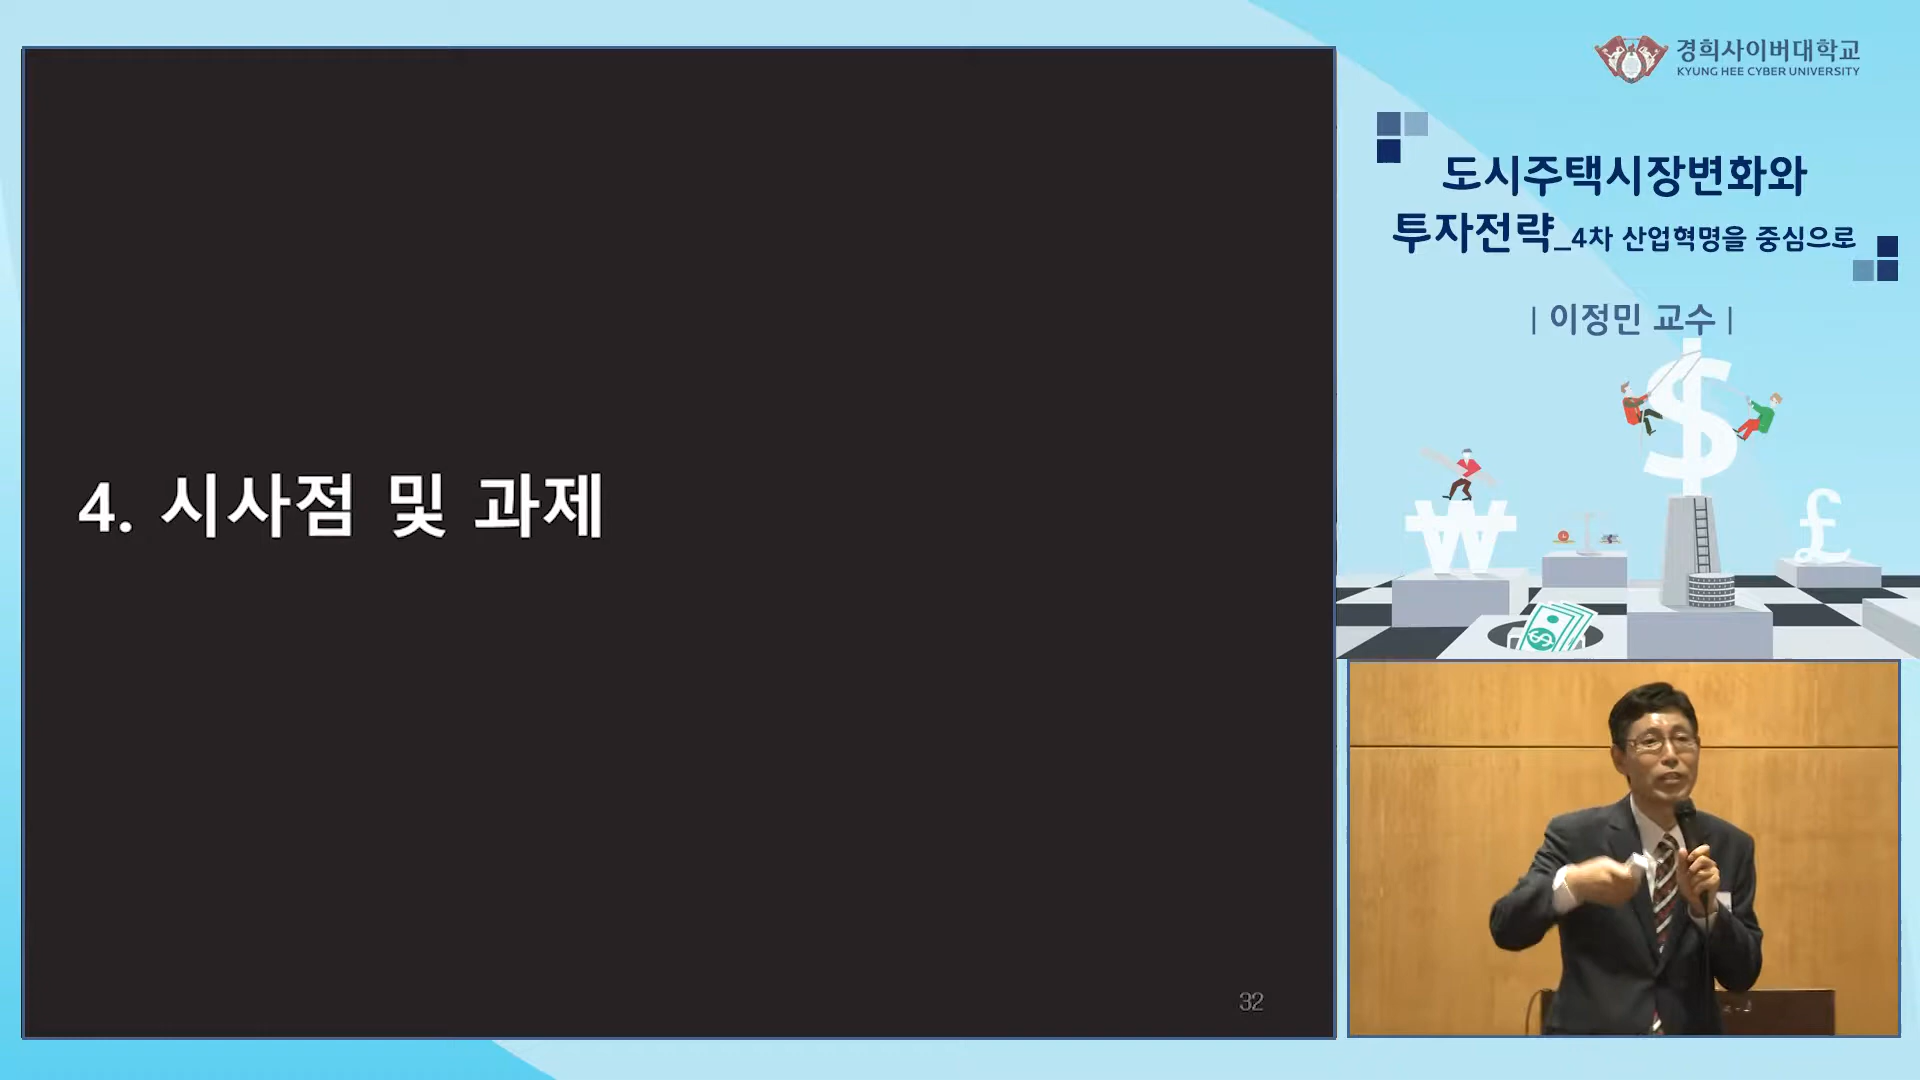 경희사이버대학교
KYUNG HEE CYBER UNIVERSITY
도시주택시장변화와
투자전략_4차 산업혁명을 중심으로
| 이정민 교수 |
4. 시사점 및 과제
32